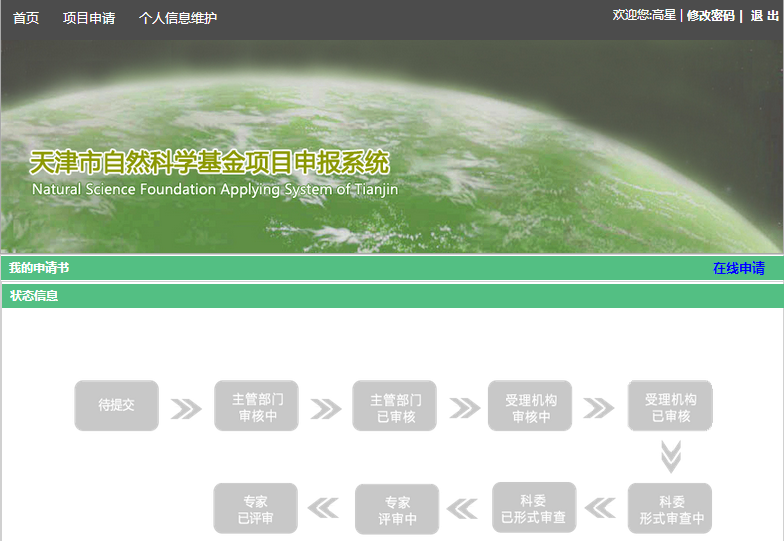 首页 项目申请 个人信息维护 欢迎您:高星 | 修改密码 | 退 出
天津市自然科学基金项目申报系统
Natural Science Foundation Applying System of Tianjin
我的申请书 在线申请
状态信息
待提交
主管部门
审核中
主管部门
已审核
受理机构
审核中
受理机构
已审核
科委
形式审查中
科委
已形式审查
专家
评审中
专家
已评审